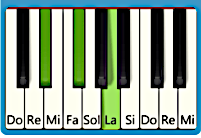 Do Re Mi Fa Sol La Si Do Re Mi